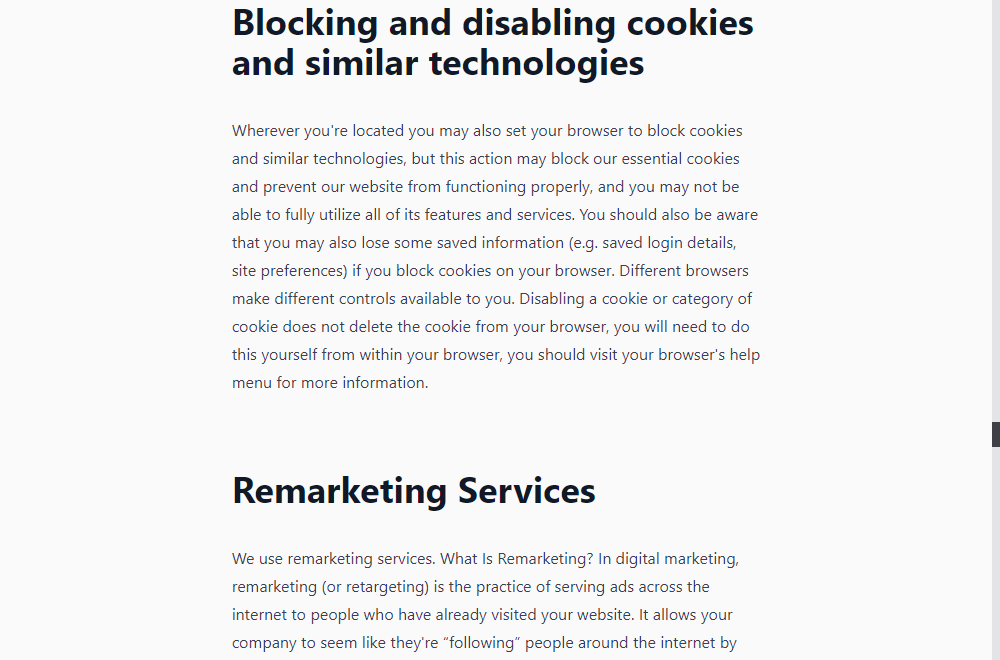 Blocking and disabling cookies
and similar technologies
Wherever you're located you may also set your browser to block cookies
and similar technologies, but this action may block our essential cookies
and prevent our website from functioning properly, and you may not be
able to fully utilize all of its features and services. You should also be aware
that you may also lose some saved information (e.g. saved login details,
site preferences) if you block cookies on your browser. Different browsers
make different controls available to you. Disabling a cookie or category of
cookie does not delete the cookie from your browser, you will need to do
this yourself from within your browser, you should visit your browser's help
menu for more information.
Remarketing Services
We use remarketing services. What Is Remarketing? In digital marketing,
remarketing (or retargeting) is the practice of serving ads across the
internet to people who have already visited your website. It allows your
company to seem like they're “following” people around the internet by